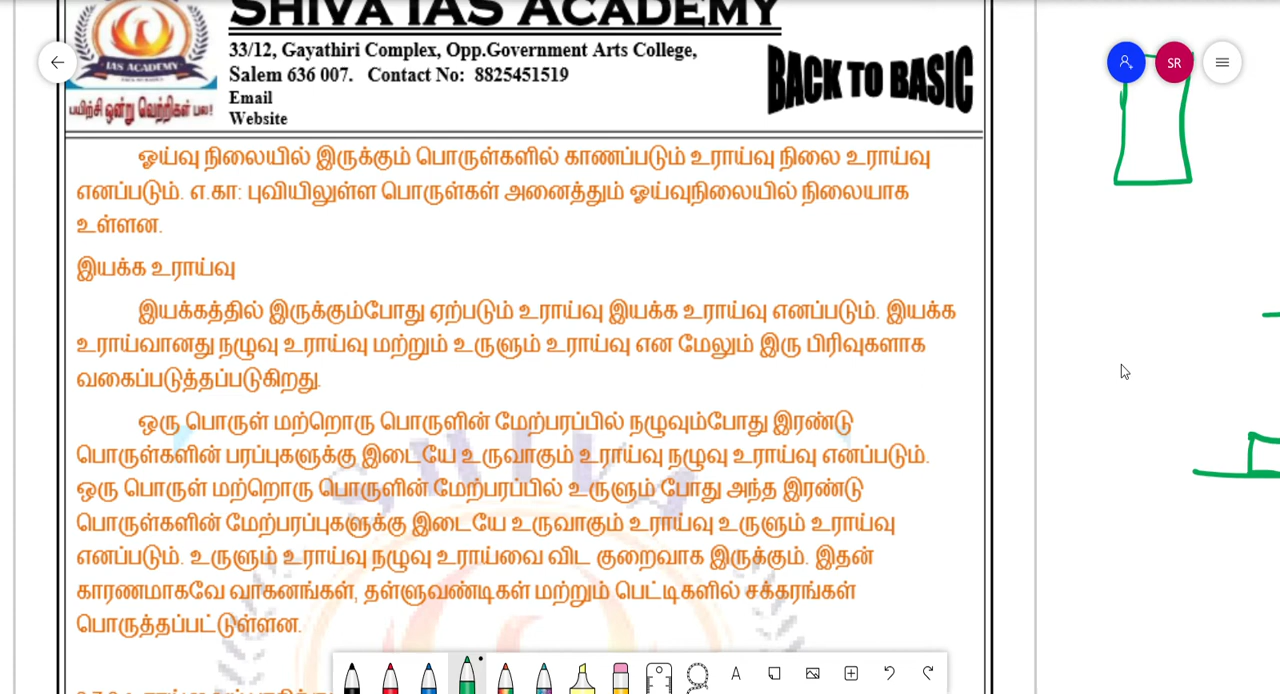 SHIVA IAS ACADEMY
33/12, Gayathiri Complex, Opp.Government Arts College,
Salem 636 007. Contact No: 8825451519
Email
Website
BACK TO BASIC
IAS ACADEMY
பயிற்சி ஒன்று வெற்றிகள் பல!
SR
ஓய்வு நிலையில் இருக்கும் பொருள்களில் காணப்படும் உராய்வு நிலை உராய்வு
எனப்படும். எ.கா: புவியிலுள்ள பொருள்கள் அனைத்தும் ஓய்வுநிலையில் நிலையாக
உள்ளன.
இயக்க உராய்வு
இயக்கத்தில் இருக்கும்போது ஏற்படும் உராய்வு இயக்க உராய்வு எனப்படும். இயக்க
உராய்வானது நழுவு உராய்வு மற்றும் உருளும் உராய்வு என மேலும் இரு பிரிவுகளாக
வகைப்படுத்தப்படுகிறது.
ஒரு பொருள் மற்றொரு பொருளின் மேற்பரப்பில் நழுவும்போது இரண்டு
பொருள்களின் பரப்புகளுக்கு இடையே உருவாகும் உராய்வு நழுவு உராய்வு எனப்படும்.
ஒரு பொருள் மற்றொரு பொருளின் மேற்பரப்பில் உருளும் போது அந்த இரண்டு
பொருள்களின் மேற்பரப்புகளுக்கு இடையே உருவாகும் உராய்வு உருளும் உராய்வு
எனப்படும். உருளும் உராய்வு நழுவு உராய்வை விட குறைவாக இருக்கும். இதன்
காரணமாகவே வாகனங்கள், தள்ளுவண்டிகள் மற்றும் பெட்டிகளில் சக்கரங்கள்
பொருத்தப்பட்டுள்ளன.